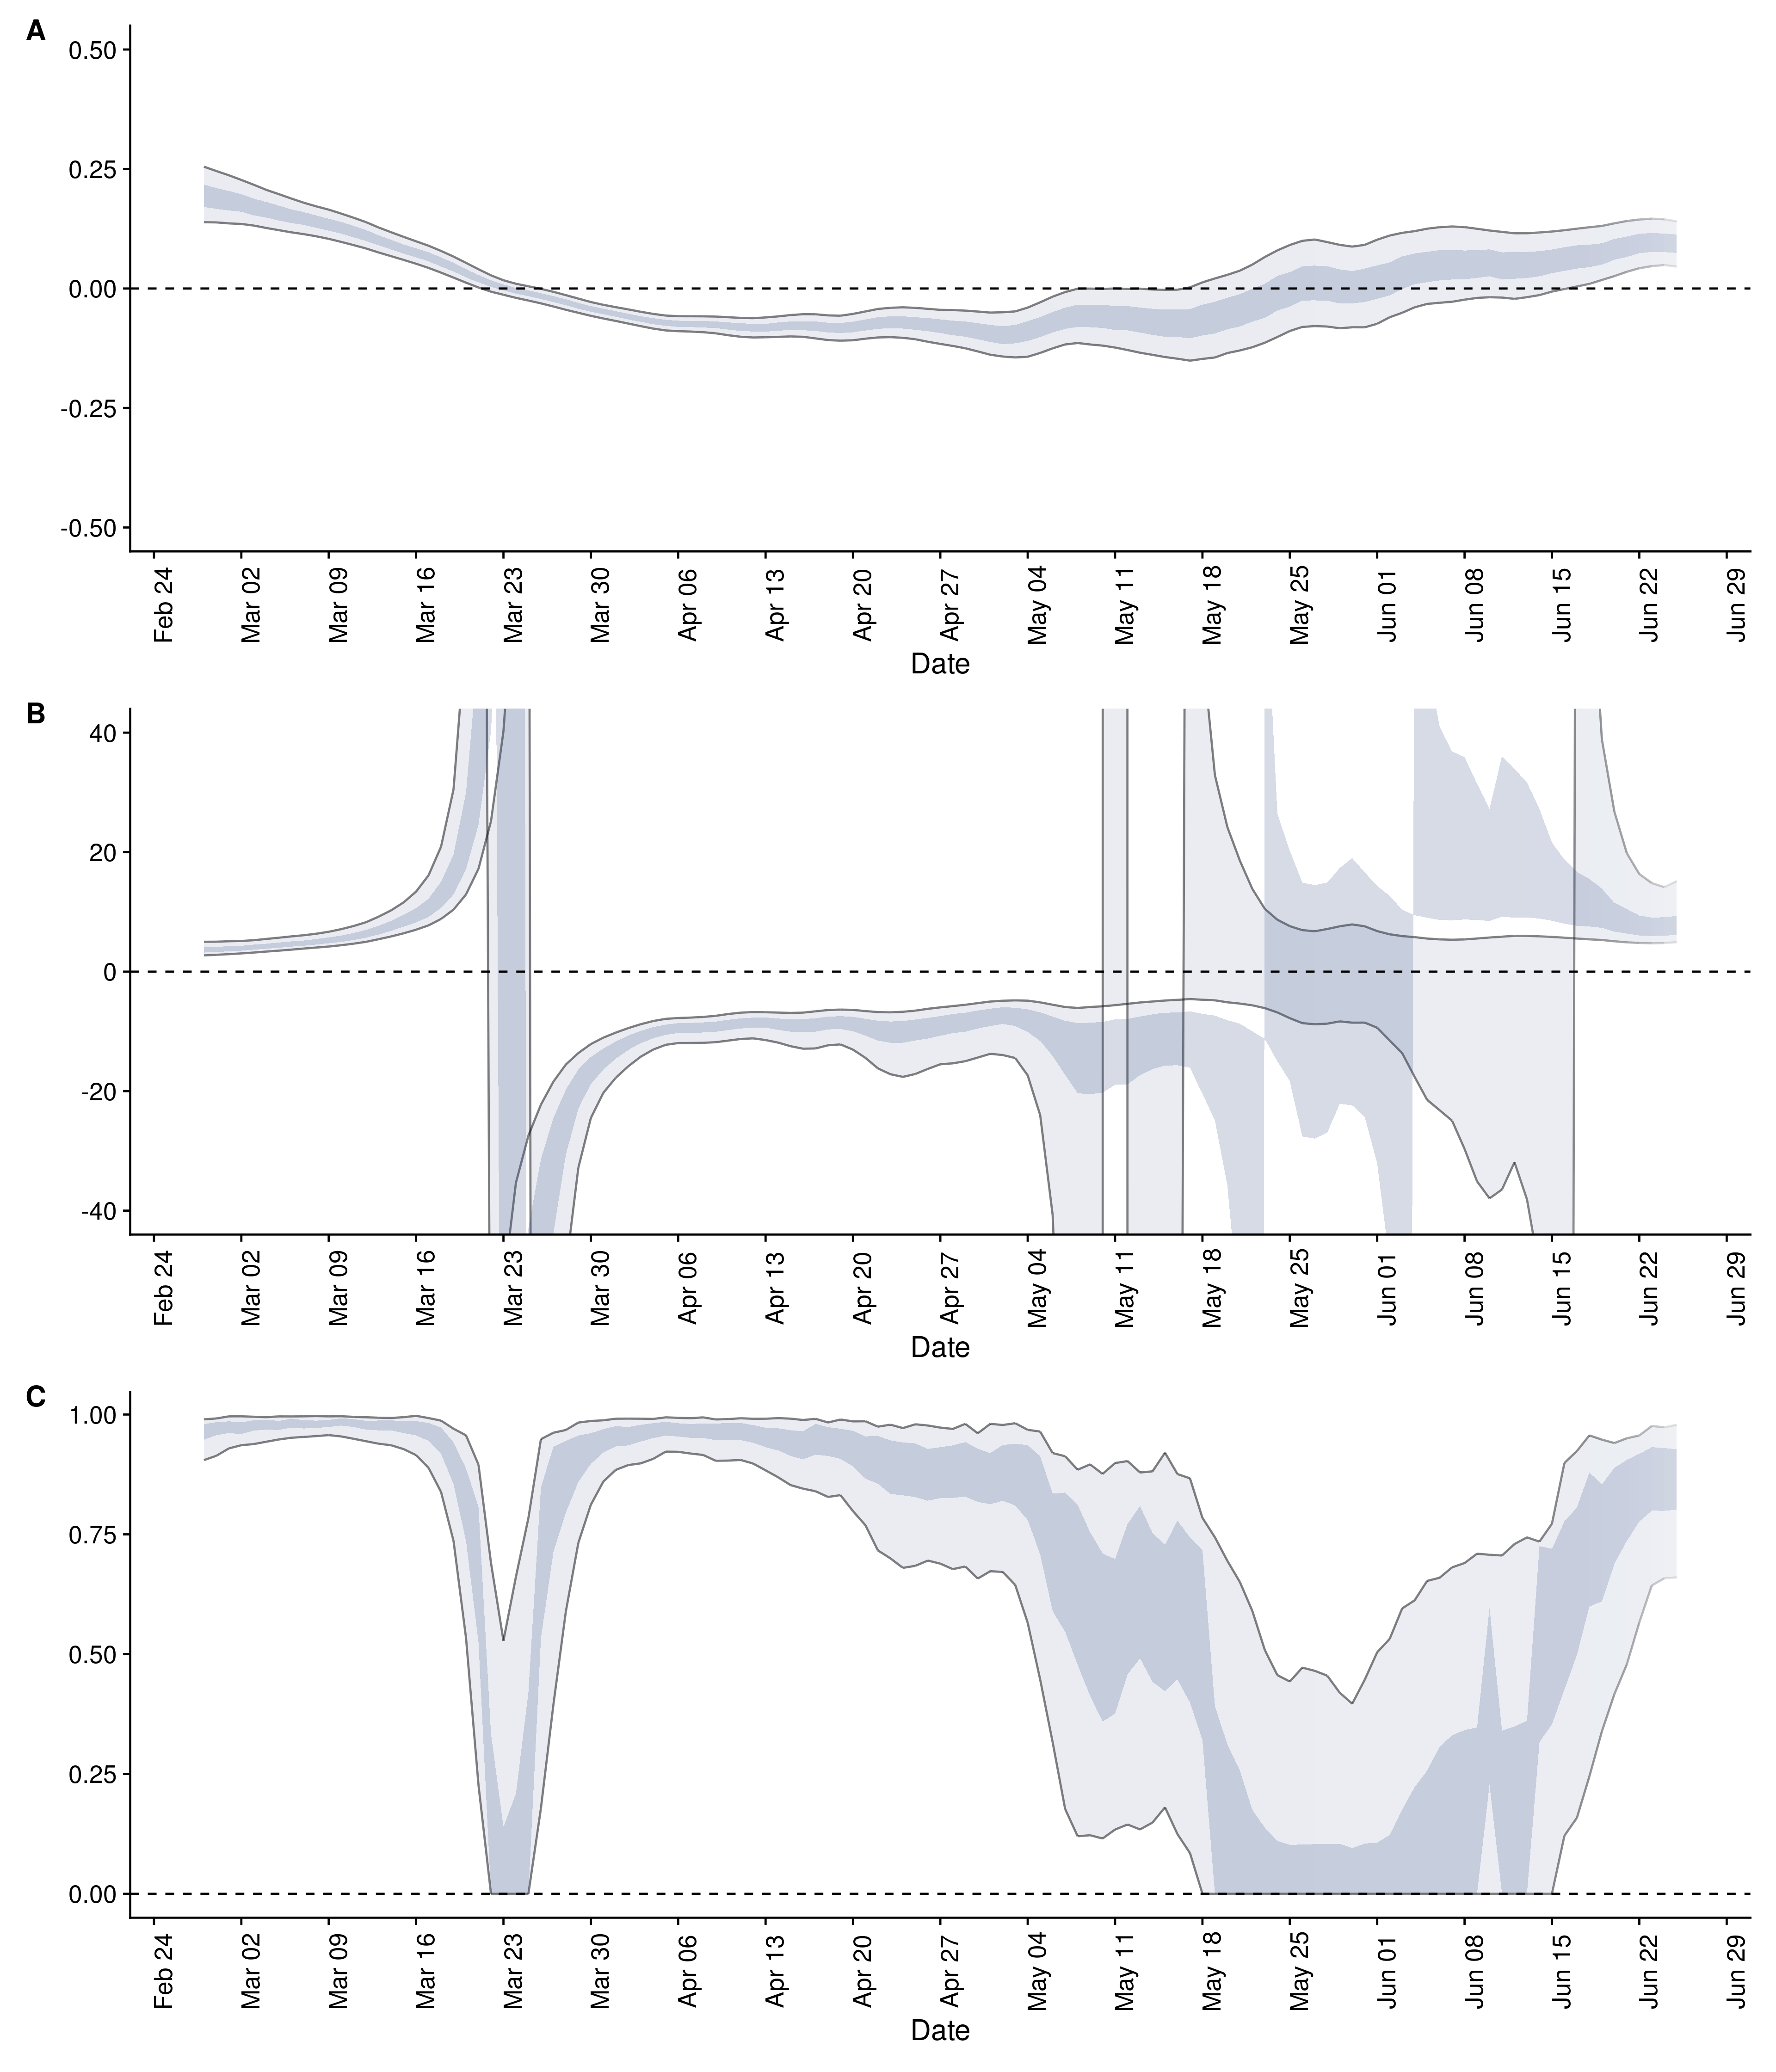 A
0.50
0.25
0.00
-0.25
-0.50
Feb 24
Mar 02
Mar 09
Mar 16
Mar 23
Mar 30
Apr 06
Apr 13
Apr 20
Apr 27
May 04
May 11
May 18
May 25
Jun 01
Jun 08
Jun 15
Jun 22
Jun 29
Date
B
40
20
0
-20
-40
Feb 24
Mar 02
Mar 09
Mar 16
Mar 23
Mar 30
Apr 06
Apr 13
Apr 20
Apr 27
May 04
May 11
May 18
May 25
Jun 01
Jun 08
Jun 15
Jun 22
Jun 29
Date
C
1.00
0.75
0.50
0.25
0.00
Feb 24
Mar 02
Mar 09
Mar 16
Mar 23
Mar 30
Apr 06
Apr 13
Apr 20
Apr 27
May 04
May 11
May 18
May 25
Jun 01
Jun 08
Jun 15
Jun 22
Jun 29
Date